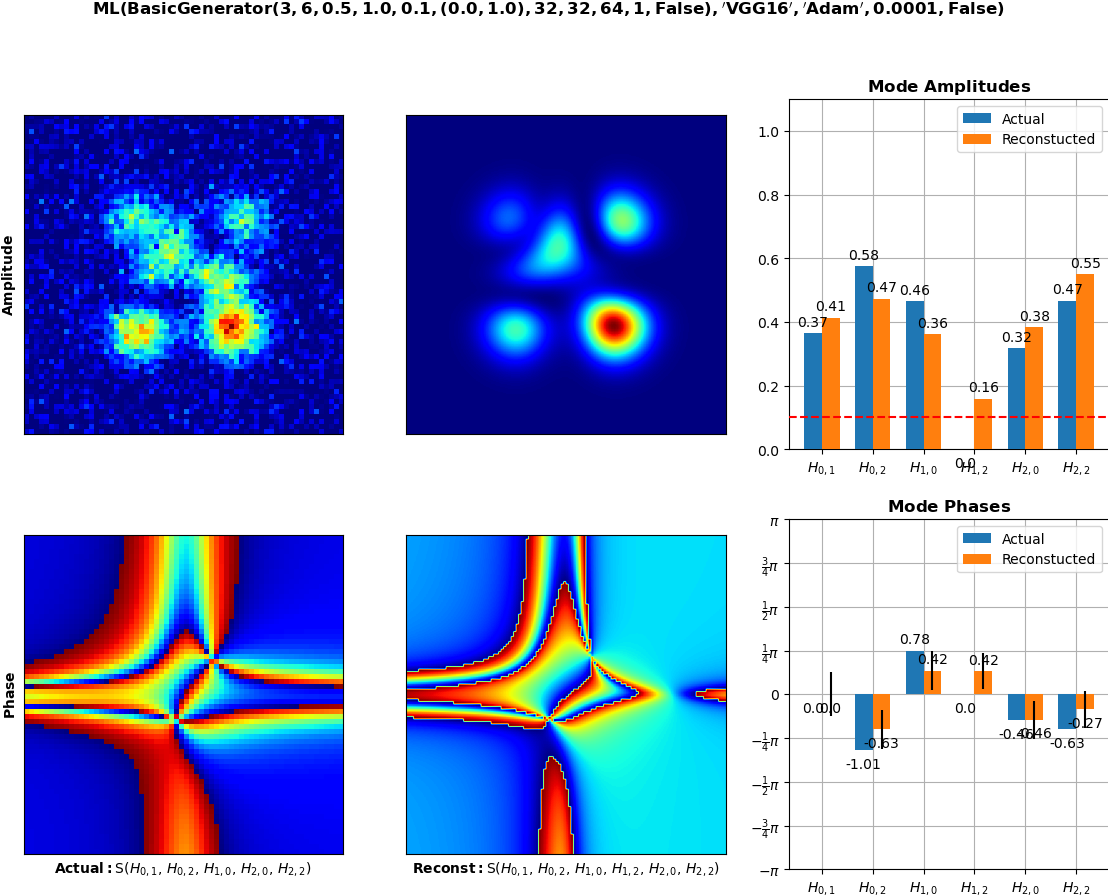 ML(BasicGenerator(3, 6, 0.5, 1.0, 0.1, (0.0, 1.0), 32, 32, 64, 1, False), 'VGG16', 'Adam', 0.0001, False)
Amplitude
Mode Amplitudes
Actual
Reconstucted
1.0
0.8
0.6
0.4
0.2
0.0
0.37
0.41
0.58
0.47
0.46
0.36
0.0
0.16
0.32
0.38
0.47
0.55
H0,1
H0,2
H1,0
H1,2
H2,0
H2,2
Phase
Actual: S(H0,1, H0,2, H1,0, H2,0, H2,2)
Reconst: S(H0,1, H0,2, H1,0, H1,2, H2,0, H2,2)
Mode Phases
Actual
Reconstucted
π
3/4 π
1/2 π
1/4 π
0
−1/4 π
−1/2 π
−3/4 π
−π
0.0
0.0
-1.01
-0.63
0.78
0.42
0.0
0.42
-0.46
-0.46
-0.63
-0.27
H0,1
H0,2
H1,0
H1,2
H2,0
H2,2